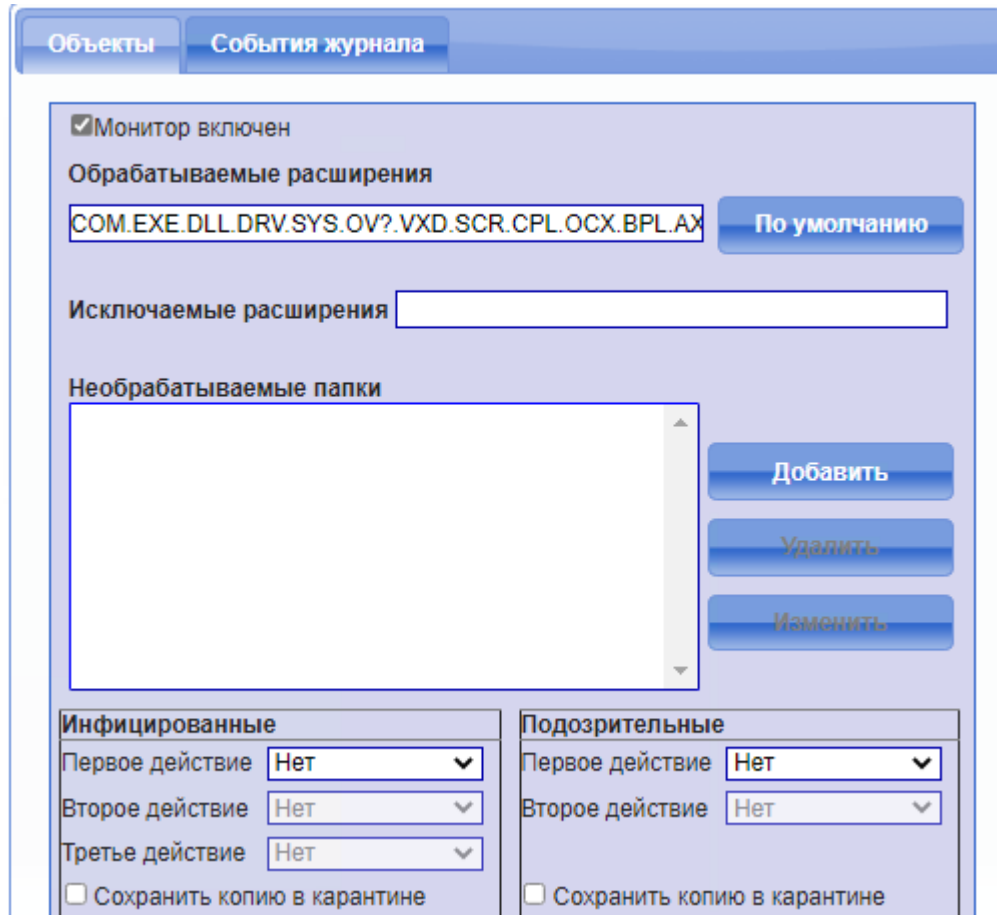 Объекты События журнала
Монитор включен
Обрабатываемые расширения
COM.EXE.DLL.DRV.SYS.OV?.VXD.SCR.CPL.OCX.BPL.AX По умолчанию
Исключаемые расширения
Необрабатываемые папки
Добавить
Удалить
Изменить
Инфицированные Подозрительные
Первое действие Нет Первое действие Нет
Второе действие Нет Второе действие Нет
Третье действие Нет
Сохранить копию в карантине Сохранить копию в карантине